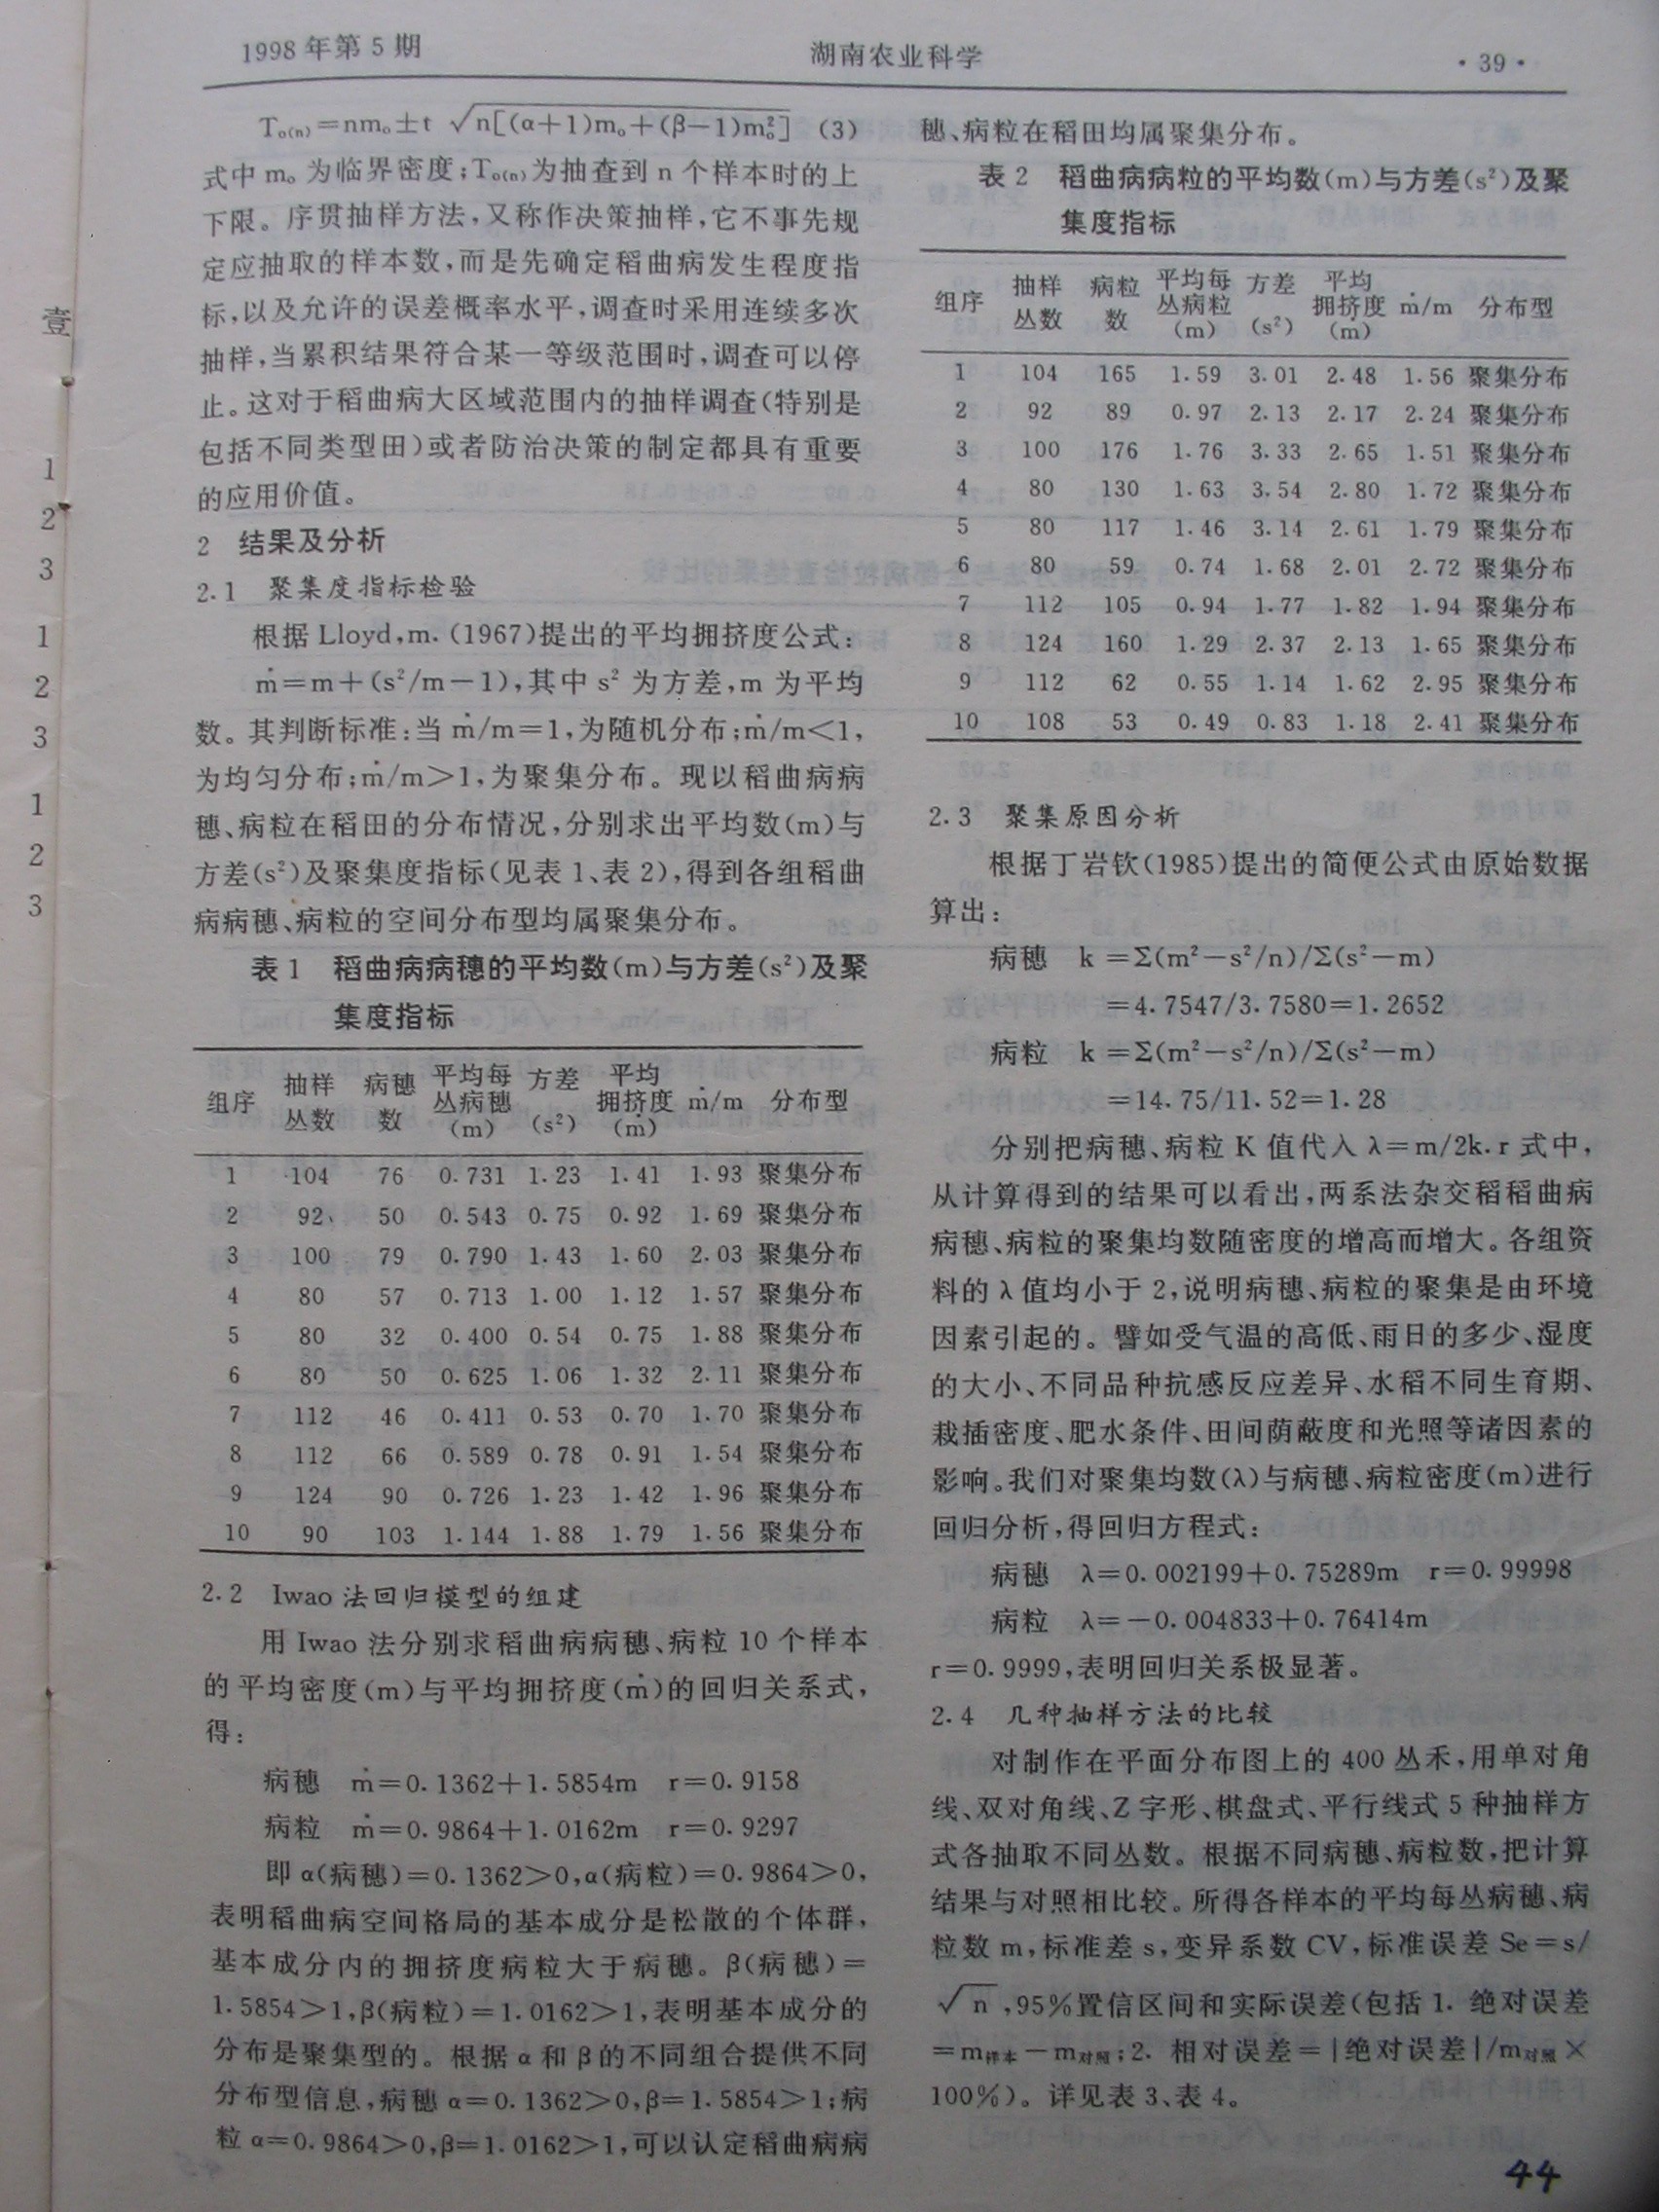 1998年第5期 湖南农业科学 ·39·
壹
1
2
3
1
2
3
1
2
3
T₀(n)=nm₀±t √n[(α+1)m₀+(β-1)m₀²] (3)
式中m₀为临界密度;T₀(n)为抽查到n个样本时的上
下限。序贯抽样方法,又称作决策抽样,它不事先规
定应抽取的样本数,而是先确定稻曲病发生程度指
标,以及允许的误差概率水平,调查时采用连续多次
抽样,当累积结果符合某一等级范围时,调查可以停
止。这对于稻曲病大区域范围内的抽样调查(特别是
包括不同类型田)或者防治决策的制定都具有重要
的应用价值。
2 结果及分析
2.1 聚集度指标检验
根据Lloyd,m.(1967)提出的平均拥挤度公式:
ṁ=m+(s²/m-1),其中s²为方差,m为平均
数。其判断标准:当ṁ/m=1,为随机分布;ṁ/m<1,
为均匀分布;ṁ/m>1,为聚集分布。现以稻曲病病
穗、病粒在稻田的分布情况,分别求出平均数(m)与
方差(s²)及聚集度指标(见表1、表2),得到各组稻曲
病病穗、病粒的空间分布型均属聚集分布。
表1 稻曲病病穗的平均数(m)与方差(s²)及聚
集度指标
组序 抽样丛数 病穗数 平均每丛病穗(m) 方差(s²) 平均拥挤度(ṁ) ṁ/m 分布型
1 104 76 0.731 1.23 1.41 1.93 聚集分布
2 92 50 0.543 0.75 0.92 1.69 聚集分布
3 100 79 0.790 1.43 1.60 2.03 聚集分布
4 80 57 0.713 1.00 1.12 1.57 聚集分布
5 80 32 0.400 0.54 0.75 1.88 聚集分布
6 80 50 0.625 1.06 1.32 2.11 聚集分布
7 112 46 0.411 0.53 0.70 1.70 聚集分布
8 112 66 0.589 0.78 0.91 1.54 聚集分布
9 124 90 0.726 1.23 1.42 1.96 聚集分布
10 90 103 1.144 1.88 1.79 1.56 聚集分布
2.2 Iwao法回归模型的组建
用Iwao法分别求稻曲病病穗、病粒10个样本
的平均密度(m)与平均拥挤度(ṁ)的回归关系式,
得:
病穗 ṁ=0.1362+1.5854m r=0.9158
病粒 ṁ=0.9864+1.0162m r=0.9297
即α(病穗)=0.1362>0,α(病粒)=0.9864>0,
表明稻曲病空间格局的基本成分是松散的个体群,
基本成分内的拥挤度病粒大于病穗。β(病穗)=
1.5854>1,β(病粒)=1.0162>1,表明基本成分的
分布是聚集型的。根据α和β的不同组合提供不同
分布型信息,病穗α=0.1362>0,β=1.5854>1;病
粒α=0.9864>0,β=1.0162>1,可以认定稻曲病病
穗、病粒在稻田均属聚集分布。
表2 稻曲病病粒的平均数(m)与方差(s²)及聚
集度指标
组序 抽样丛数 病粒数 平均每丛病粒(m) 方差(s²) 平均拥挤度(ṁ) ṁ/m 分布型
1 104 165 1.59 3.01 2.48 1.56 聚集分布
2 92 89 0.97 2.13 2.17 2.24 聚集分布
3 100 176 1.76 3.33 2.65 1.51 聚集分布
4 80 130 1.63 3.54 2.80 1.72 聚集分布
5 80 117 1.46 3.14 2.61 1.79 聚集分布
6 80 59 0.74 1.68 2.01 2.72 聚集分布
7 112 105 0.94 1.77 1.82 1.94 聚集分布
8 124 160 1.29 2.37 2.13 1.65 聚集分布
9 112 62 0.55 1.14 1.62 2.95 聚集分布
10 108 53 0.49 0.83 1.18 2.41 聚集分布
2.3 聚集原因分析
根据丁岩钦(1985)提出的简便公式由原始数据
算出:
病穗 k=Σ(m²-s²/n)/Σ(s²-m)
=4.7547/3.7580=1.2652
病粒 k=Σ(m²-s²/n)/Σ(s²-m)
=14.75/11.52=1.28
分别把病穗、病粒K值代入λ=m/2k.r式中,
从计算得到的结果可以看出,两系法杂交稻稻曲病
病穗、病粒的聚集均数随密度的增高而增大。各组资
料的λ值均小于2,说明病穗、病粒的聚集是由环境
因素引起的。譬如受气温的高低、雨日的多少、湿度
的大小、不同品种抗感反应差异、水稻不同生育期、
栽插密度、肥水条件、田间荫蔽度和光照等诸因素的
影响。我们对聚集均数(λ)与病穗、病粒密度(m)进行
回归分析,得回归方程式:
病穗 λ=0.002199+0.75289m r=0.99998
病粒 λ=-0.004833+0.76414m
r=0.9999,表明回归关系极显著。
2.4 几种抽样方法的比较
对制作在平面分布图上的400丛禾,用单对角
线、双对角线、Z字形、棋盘式、平行线式5种抽样方
式各抽取不同丛数。根据不同病穗、病粒数,把计算
结果与对照相比较。所得各样本的平均每丛病穗、病
粒数m,标准差s,变异系数CV,标准误差Se=s/
√n,95%置信区间和实际误差(包括1.绝对误差
=m样本-m对照;2.相对误差=|绝对误差|/m对照×
100%)。详见表3、表4。
44